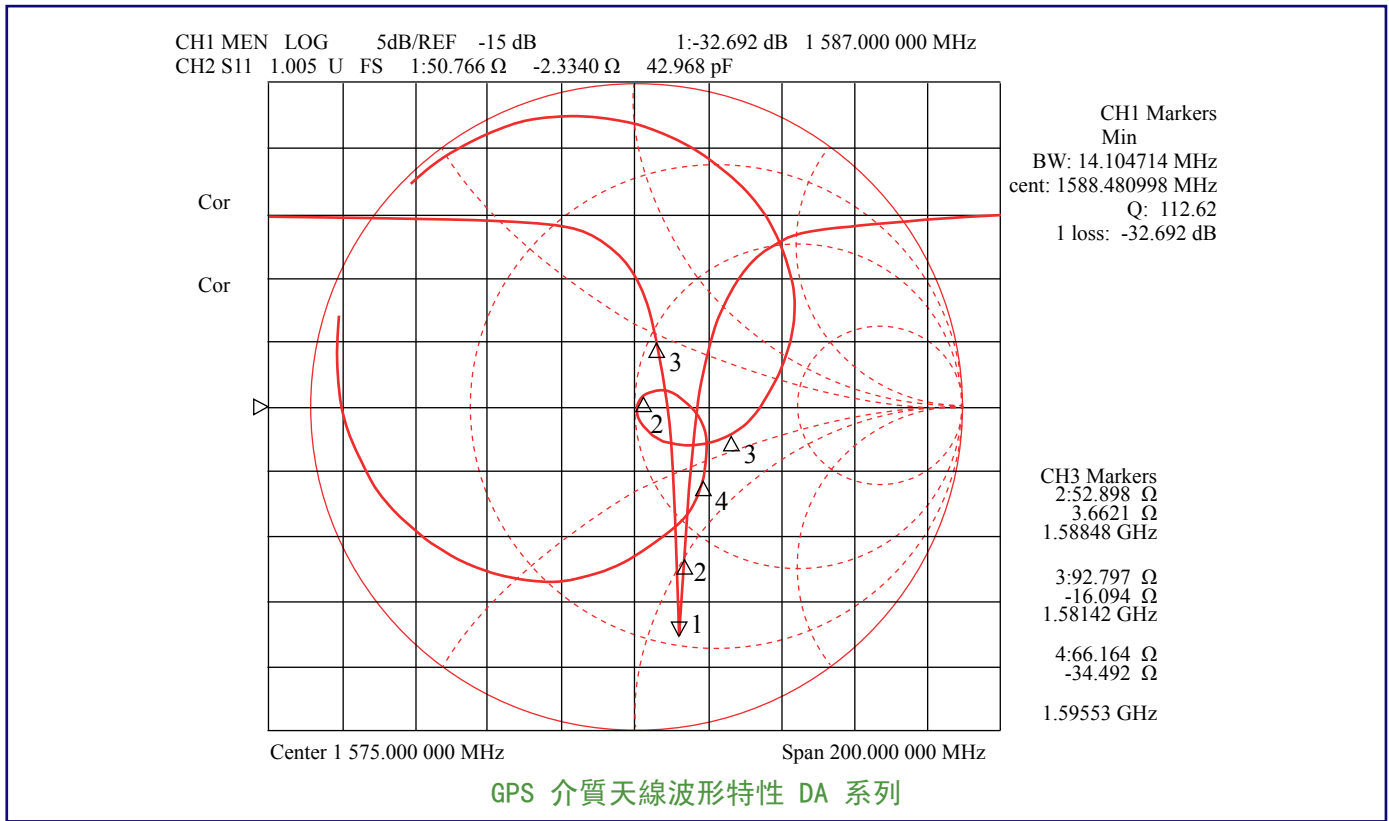 CH1 MEN LOG 5dB/REF -15 dB 1:-32.692 dB 1 587.000 000 MHz
CH2 S11 1.005 U FS 1:50.766 Ω -2.3340 Ω 42.968 pF
CH1 Markers
Min
BW: 14.104714 MHz
cent: 1588.480998 MHz
Q: 112.62
1 loss: -32.692 dB
Cor
Cor
3
2
3
4
2
1
CH3 Markers
2:52.898 Ω
3.6621 Ω
1.58848 GHz
3:92.797 Ω
-16.094 Ω
1.58142 GHz
4:66.164 Ω
-34.492 Ω
1.59553 GHz
Center 1 575.000 000 MHz Span 200.000 000 MHz
GPS 介質天線波形特性 DA 系列